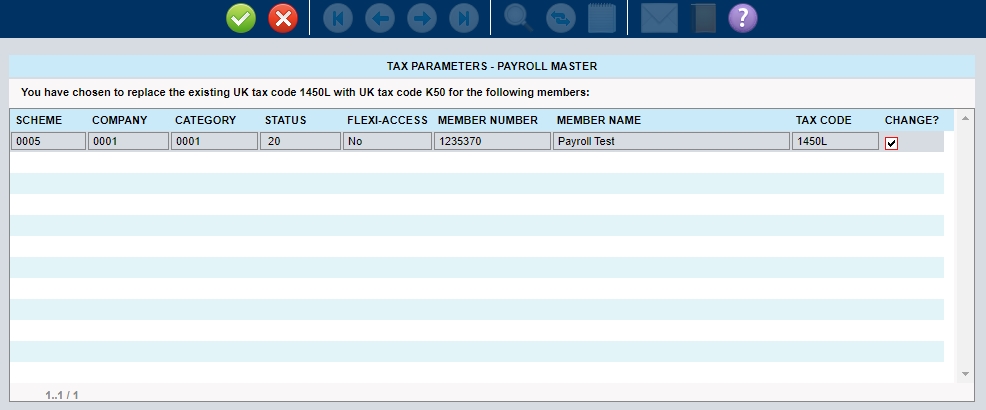 ?
TAX PARAMETERS - PAYROLL MASTER
You have chosen to replace the existing UK tax code 1450L with UK tax code K50 for the following members:
SCHEME COMPANY CATEGORY STATUS FLEXI-ACCESS MEMBER NUMBER MEMBER NAME TAX CODE CHANGE?
0005 0001 0001 20 No 1235370 Payroll Test 1450L
1..1 / 1